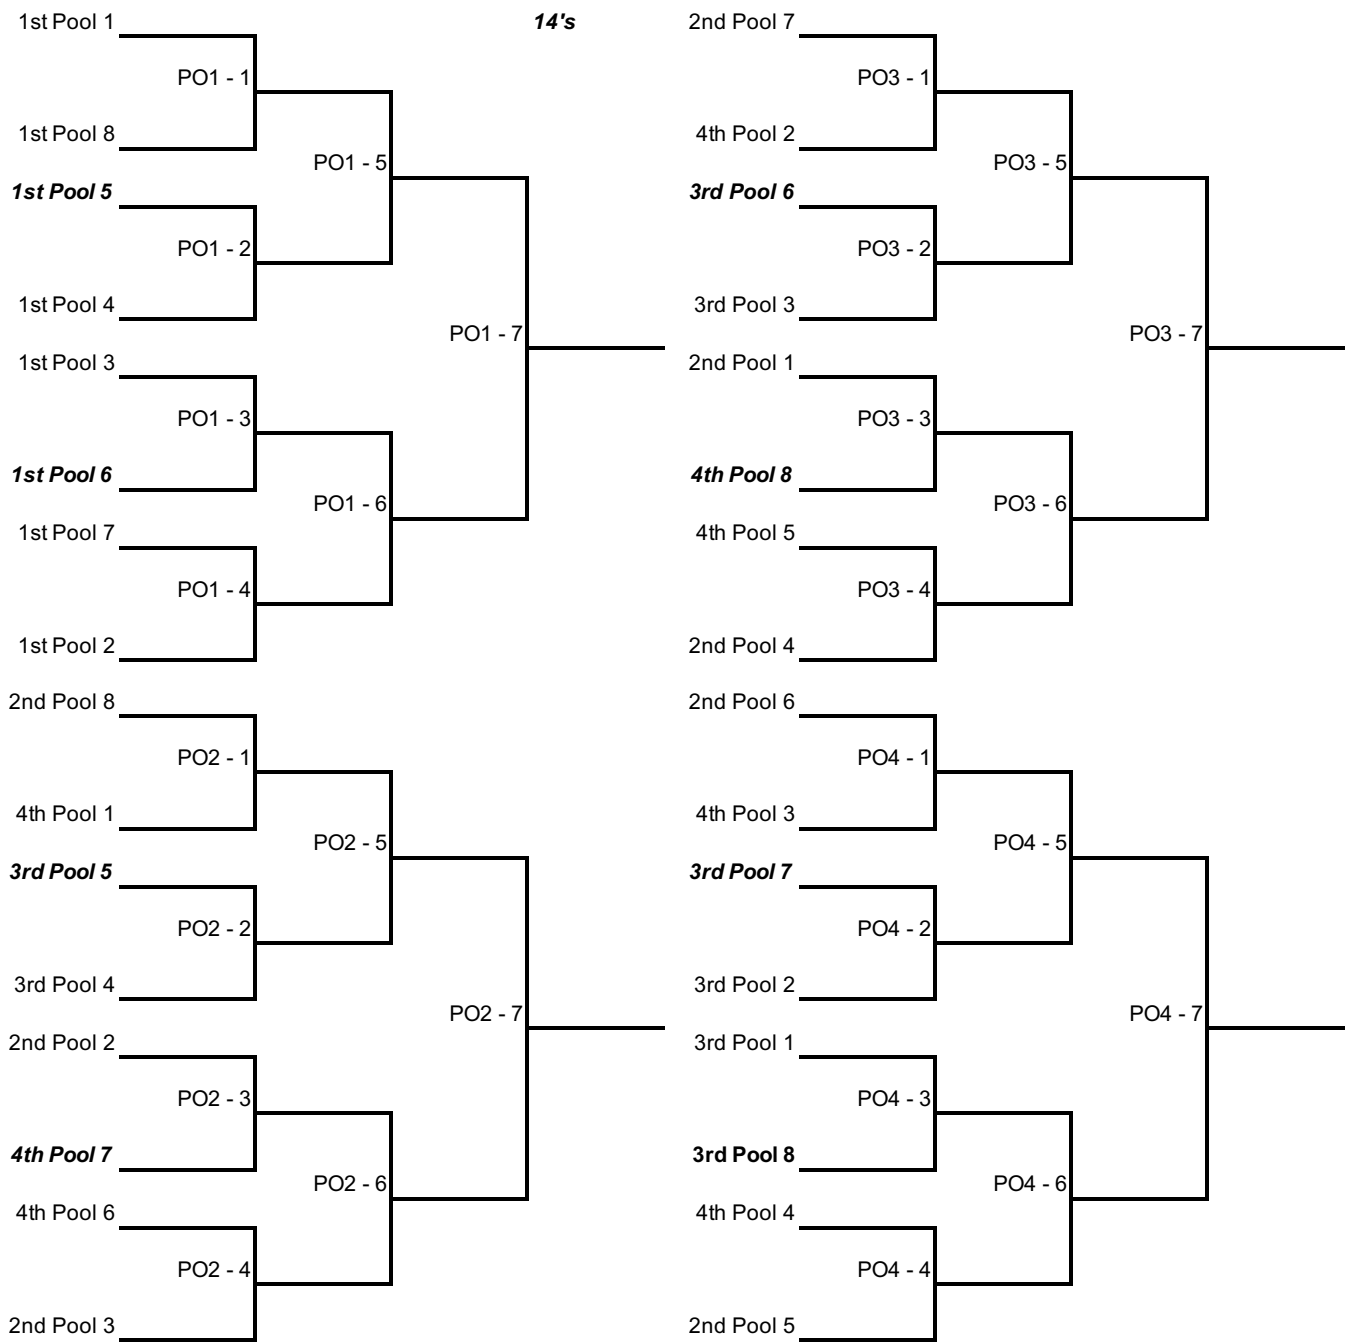 14's
1st Pool 1
PO1 - 1
1st Pool 8
PO1 - 5
1st Pool 5
PO1 - 2
1st Pool 4
PO1 - 7
1st Pool 3
PO1 - 3
1st Pool 6
PO1 - 6
1st Pool 7
PO1 - 4
1st Pool 2
2nd Pool 8
PO2 - 1
4th Pool 1
PO2 - 5
3rd Pool 5
PO2 - 2
3rd Pool 4
PO2 - 7
2nd Pool 2
PO2 - 3
4th Pool 7
PO2 - 6
4th Pool 6
PO2 - 4
2nd Pool 3
2nd Pool 7
PO3 - 1
4th Pool 2
PO3 - 5
3rd Pool 6
PO3 - 2
3rd Pool 3
PO3 - 7
2nd Pool 1
PO3 - 3
4th Pool 8
PO3 - 6
4th Pool 5
PO3 - 4
2nd Pool 4
2nd Pool 6
PO4 - 1
4th Pool 3
PO4 - 5
3rd Pool 7
PO4 - 2
3rd Pool 2
PO4 - 7
3rd Pool 1
PO4 - 3
3rd Pool 8
PO4 - 6
4th Pool 4
PO4 - 4
2nd Pool 5